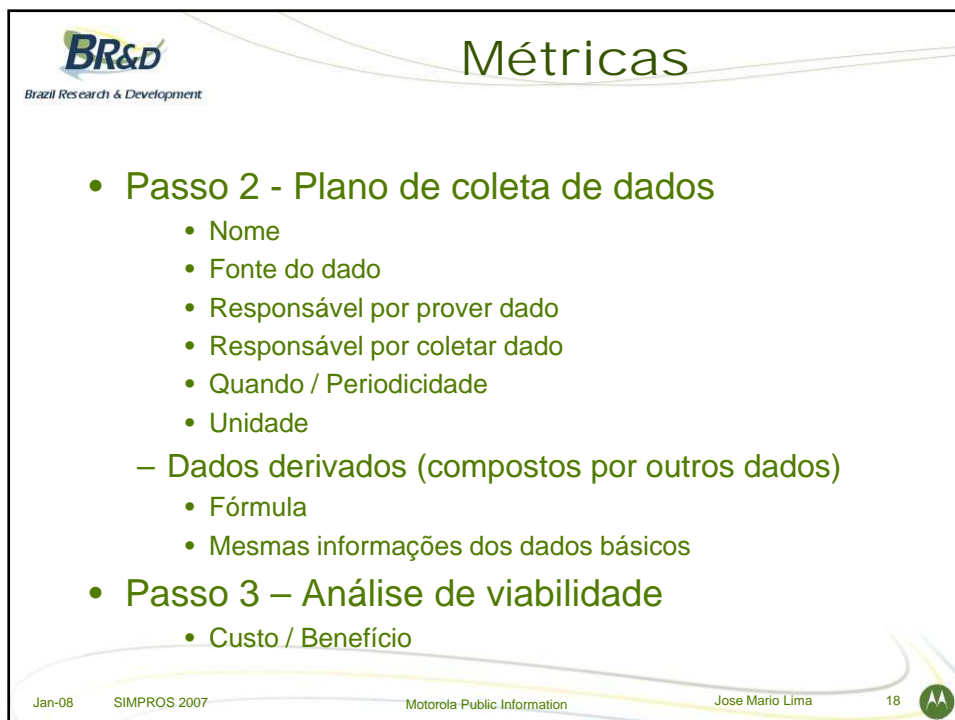 BR&D
Brazil Research & Development
Métricas
• Passo 2 - Plano de coleta de dados
• Nome
• Fonte do dado
• Responsável por prover dado
• Responsável por coletar dado
• Quando / Periodicidade
• Unidade
– Dados derivados (compostos por outros dados)
• Fórmula
• Mesmas informações dos dados básicos
• Passo 3 – Análise de viabilidade
• Custo / Benefício
Jan-08 SIMPROS 2007 Motorola Public Information Jose Mario Lima 18